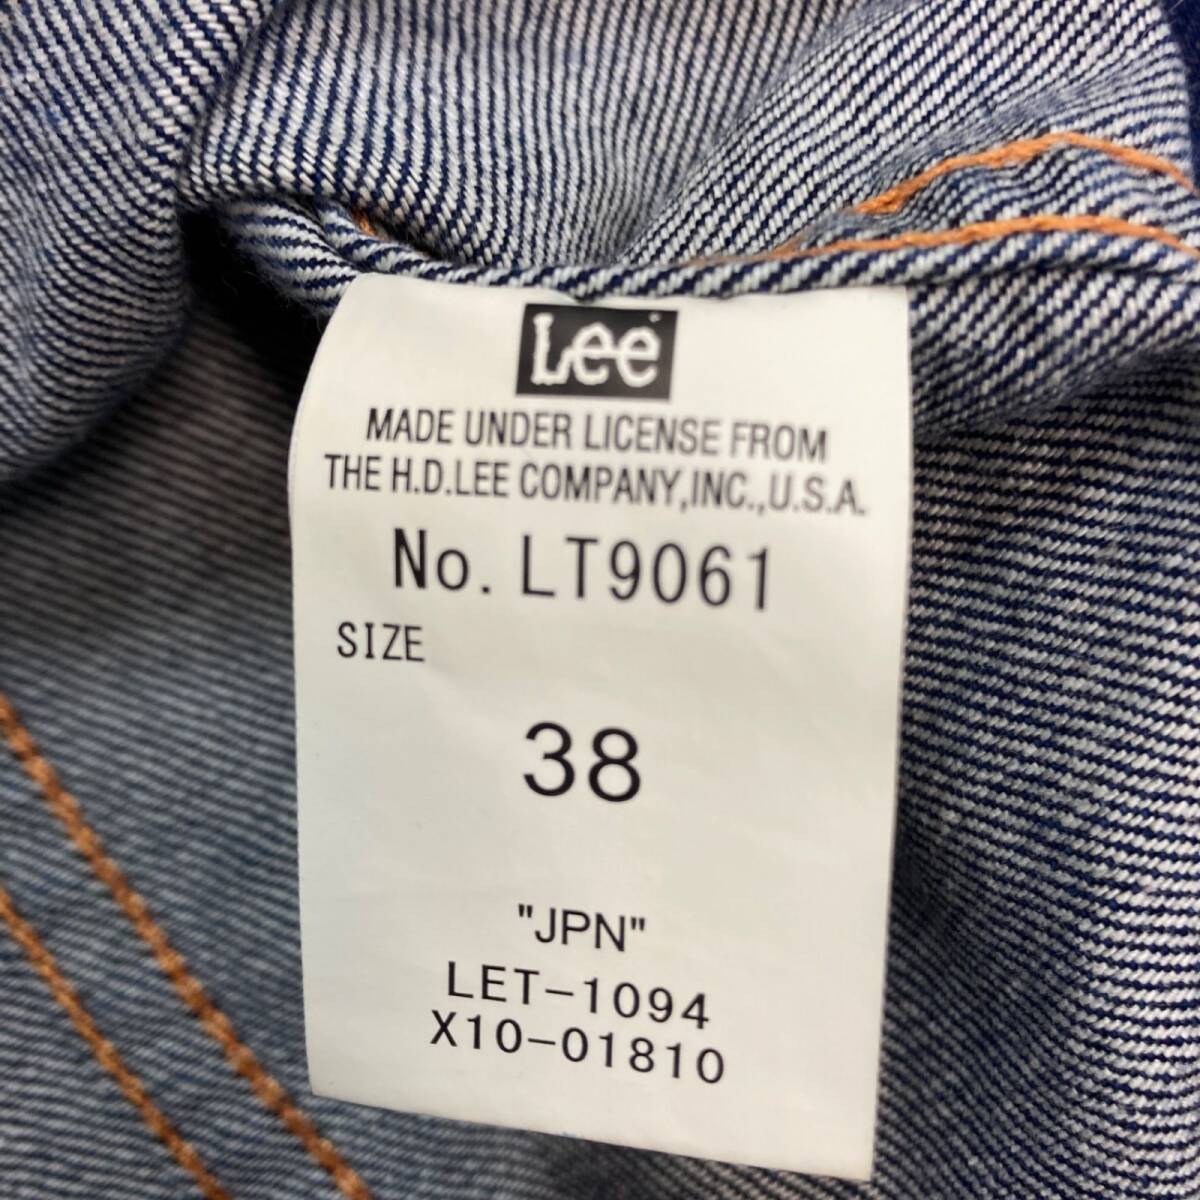 Lee
MADE UNDER LICENSE FROM
THE H.D.LEE COMPANY,INC.,U.S.A.
No. LT9061
SIZE
38
"JPN"
LET-1094
X10-01810